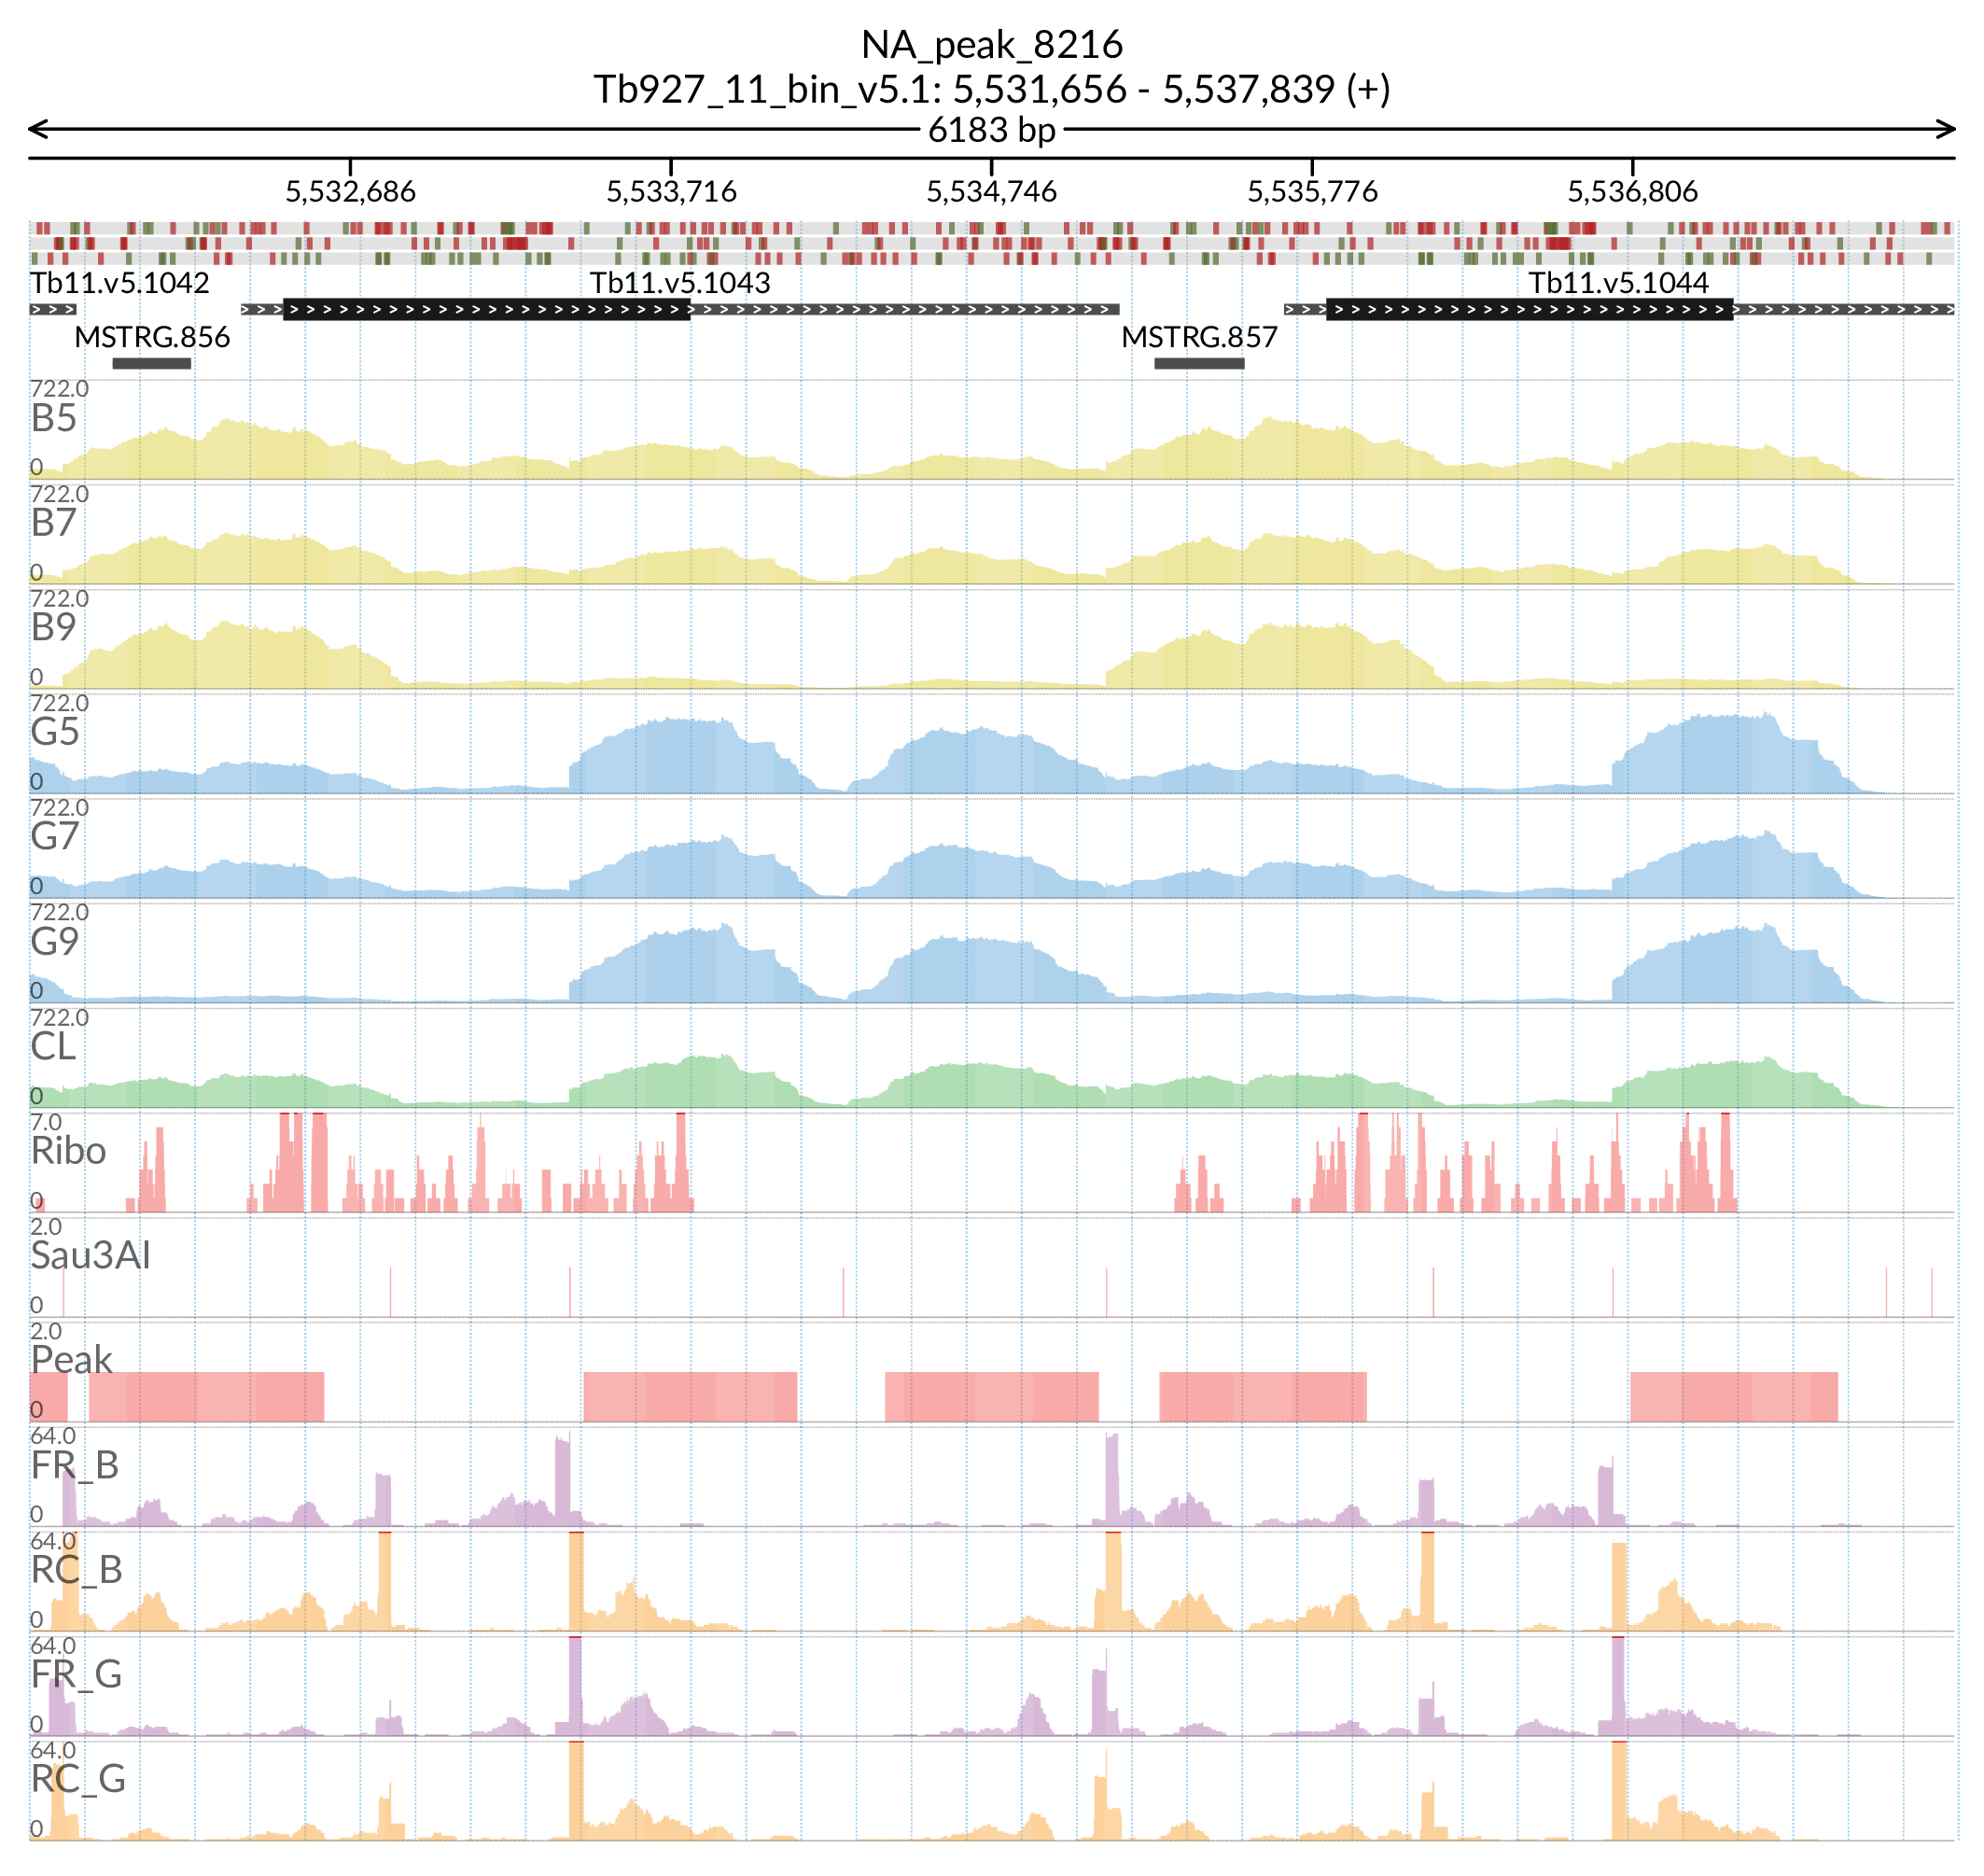 NA_peak_8216
Tb927_11_bin_v5.1: 5,531,656 - 5,537,839 (+)
6183 bp
5,532,686 5,533,716 5,534,746 5,535,776 5,536,806
Tb11.v5.1042 Tb11.v5.1043 Tb11.v5.1044
MSTRG.856 MSTRG.857
722.0
B5
0
722.0
B7
0
722.0
B9
0
722.0
G5
0
722.0
G7
0
722.0
G9
0
722.0
CL
0
7.0
Ribo
0
2.0
Sau3AI
0
2.0
Peak
0
64.0
FR_B
0
64.0
RC_B
0
64.0
FR_G
0
64.0
RC_G
0